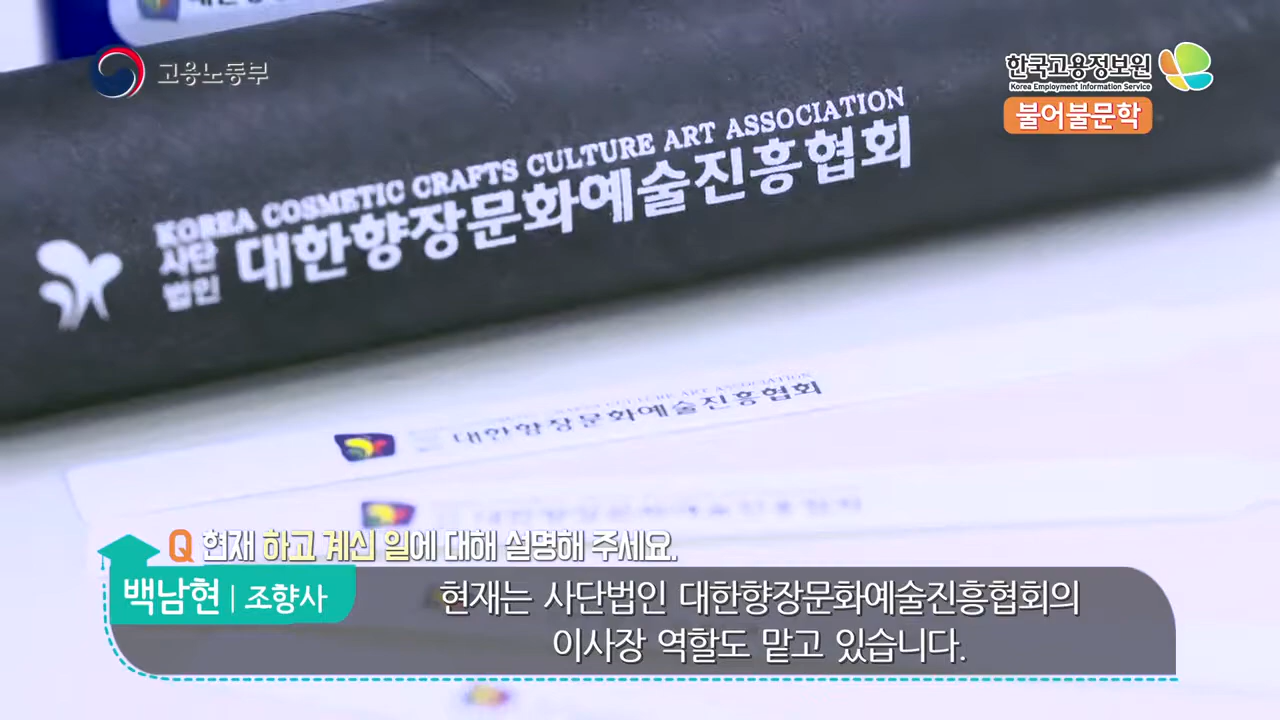 고용노동부
한국고용정보원
Korea Employment Information Service
불어불문학
KOREA COSMETIC CRAFTS CULTURE ART ASSOCIATION
사단
법인 대한향장문화예술진흥협회
CULTURE ART ASSOCIATION
대한향장문화예술진흥협회
Q 현재 하고 계신 일에 대해 설명해 주세요.
백남현 | 조향사
현재는 사단법인 대한향장문화예술진흥협회의
이사장 역할도 맡고 있습니다.